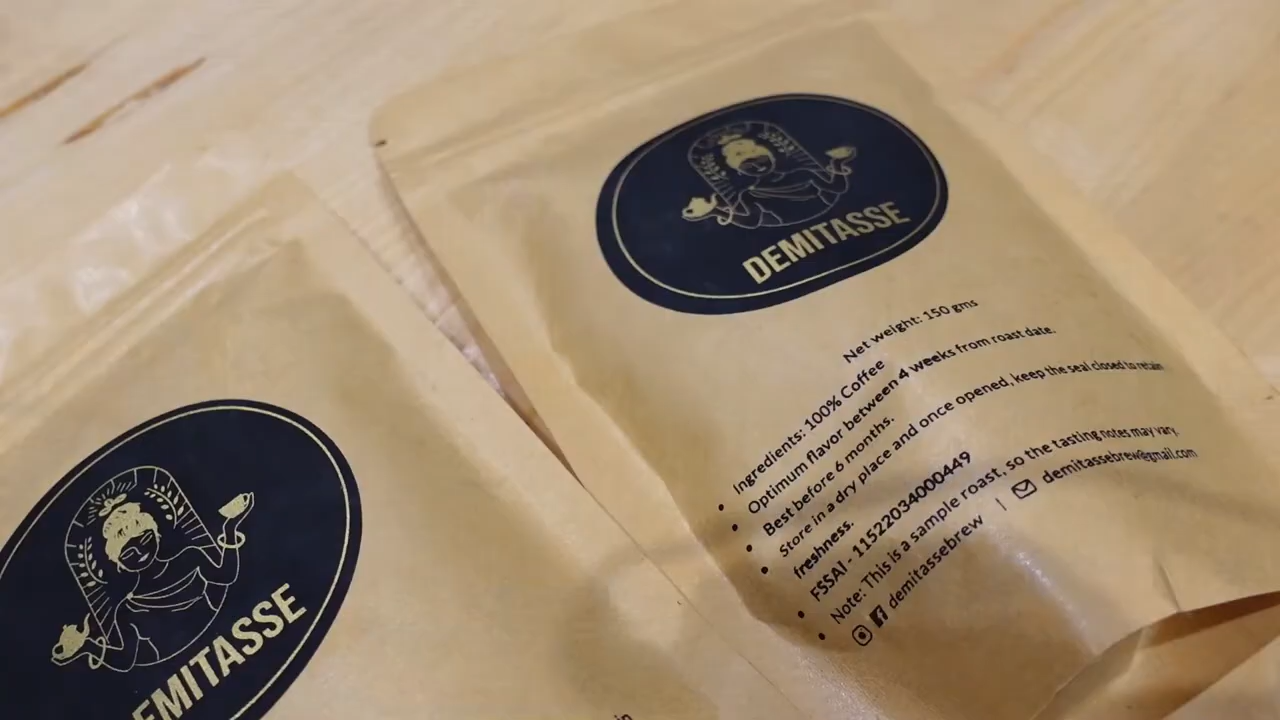 DEMITASSE
Net weight: 150 gms
• Ingredients: 100% Coffee
• Optimum flavor between 4 weeks from roast date.
• Best before 6 months.
• Store in a dry place and once opened, keep the seal closed to retain
freshness.
• FSSAI - 11522034000449
• Note: This is a sample roast, so the tasting notes may vary.
demitassebrew | demitassebrew@gmail.com
EMITASSE